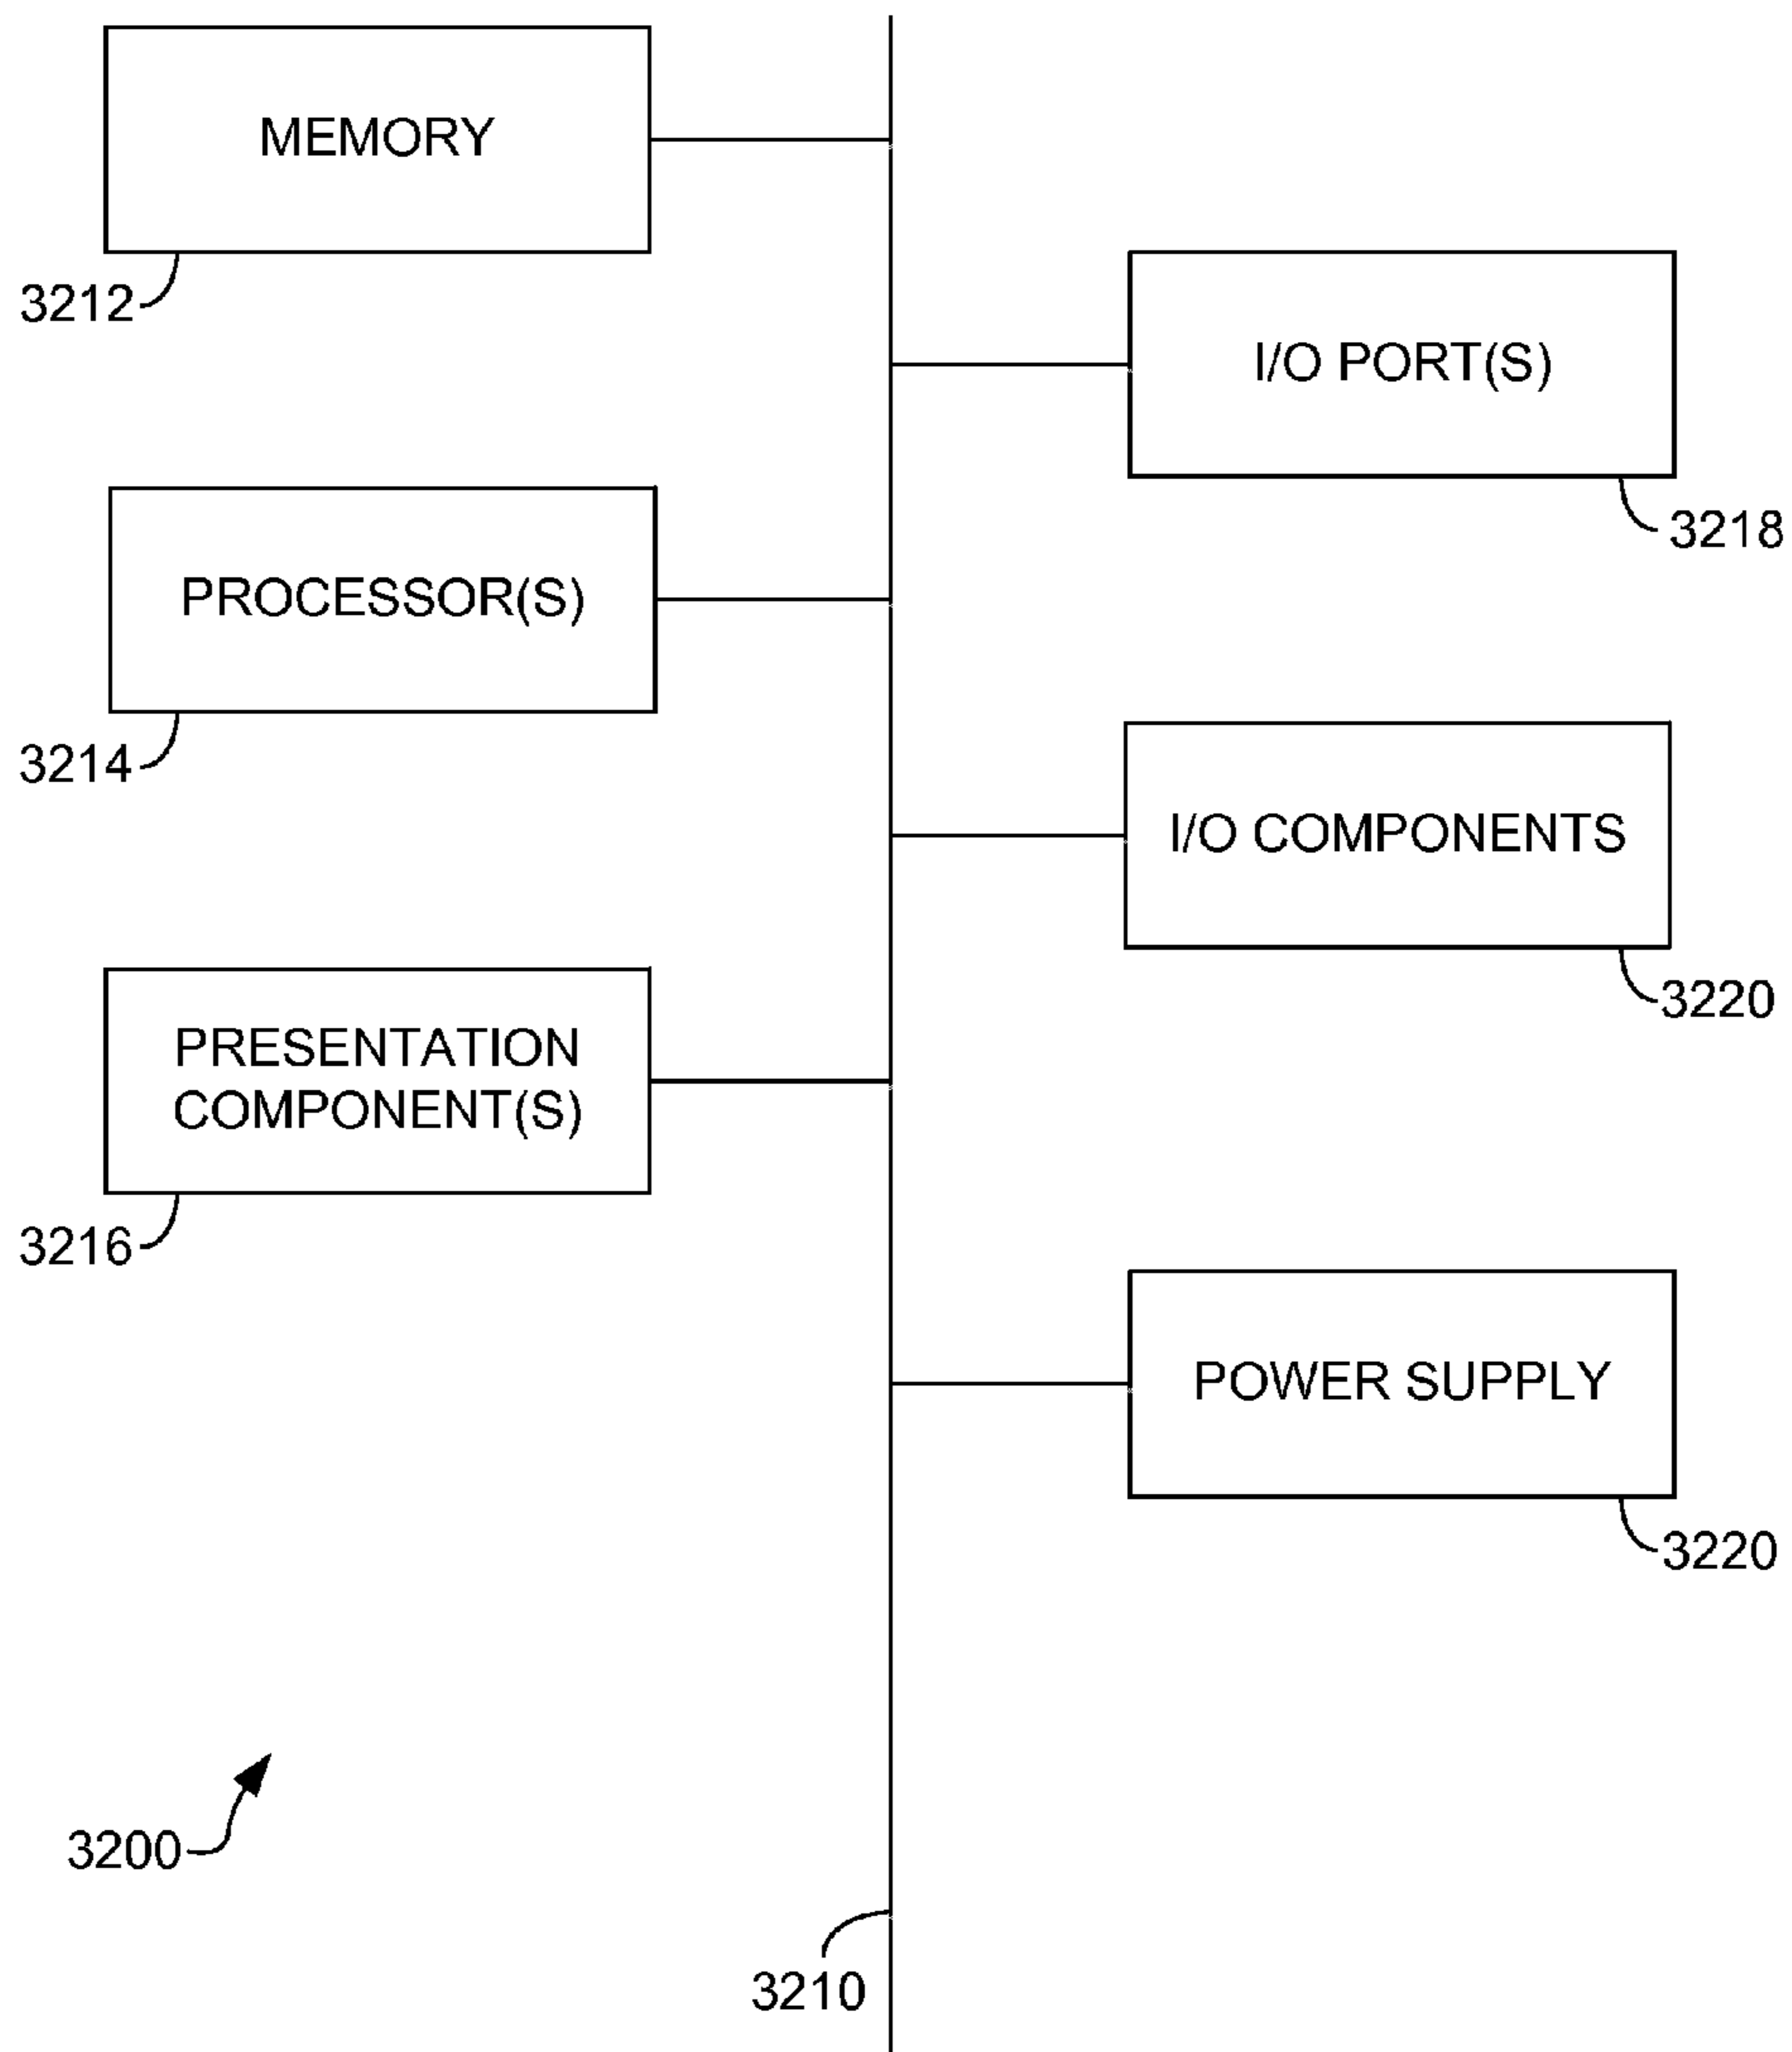 MEMORY
3212
I/O PORT(S)
3218
PROCESSOR(S)
3214
I/O COMPONENTS
3220
PRESENTATION
COMPONENT(S)
3216
POWER SUPPLY
3220
3200
3210